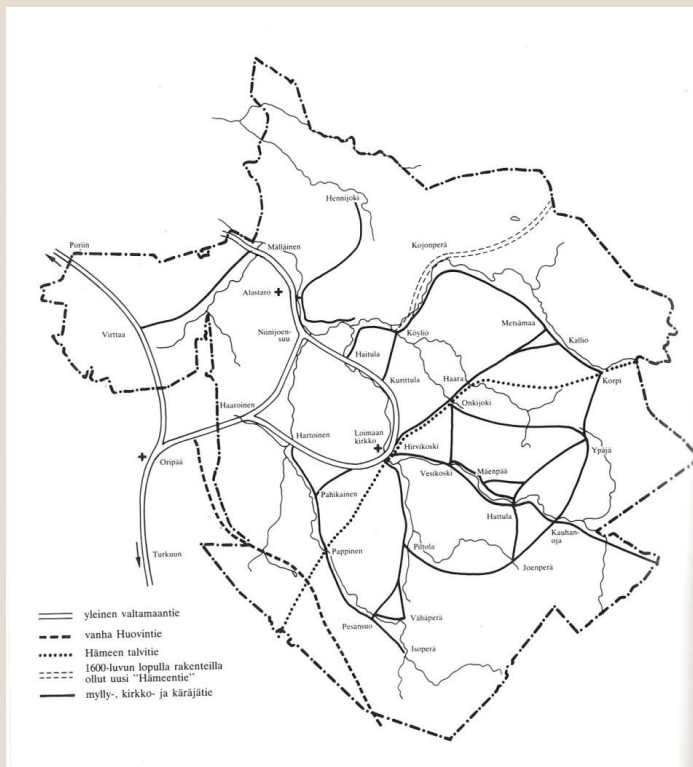 Hennijoki
Poriin
Mälläinen
Kojonperä
Alastaro
Virttaa
Niinijoen-
suu
Köyliö
Metsämaa
Kallio
Haitula
Kurittula
Haara
Korpi
Haaroinen
Onkijoki
Hartoinen
Loimaan
kirkko
Hirvikoski
Ypäjä
Oripää
Vesikoski
Mäenpää
Pahikainen
Hattula
Kauhan-
oja
Turkuun
Pappinen
Piltola
Joenperä
Vähäperä
Pesänsuo
Isoperä
yleinen valtamaantie
vanha Huovintie
Hämeen talvitie
1600-luvun lopulla rakenteilla
ollut uusi "Hämeentie"
mylly-, kirkko- ja käräjätie